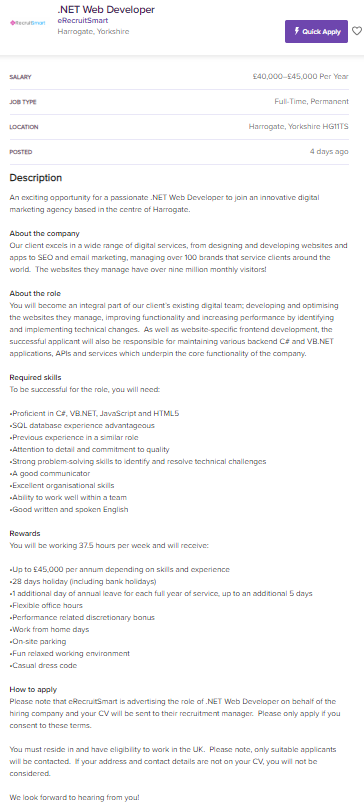 .NET Web Developer
RecruitSmart
eRecruitSmart
Harrogate, Yorkshire
Quick Apply
SALARY £40,000–£45,000 Per Year
JOB TYPE Full-Time, Permanent
LOCATION Harrogate, Yorkshire HG11TS
POSTED 4 days ago
Description
An exciting opportunity for a passionate .NET Web Developer to join an innovative digital
marketing agency based in the centre of Harrogate.
About the company
Our client excels in a wide range of digital services, from designing and developing websites and
apps to SEO and email marketing, managing over 100 brands that service clients around the
world. The websites they manage have over nine million monthly visitors!
About the role
You will become an integral part of our client's existing digital team; developing and optimising
the websites they manage, improving functionality and increasing performance by identifying
and implementing technical changes. As well as website-specific frontend development, the
successful applicant will also be responsible for maintaining various backend C# and VB.NET
applications, APIs and services which underpin the core functionality of the company.
Required skills
To be successful for the role, you will need:
•Proficient in C#, VB.NET, JavaScript and HTML5
•SQL database experience advantageous
•Previous experience in a similar role
•Attention to detail and commitment to quality
•Strong problem-solving skills to identify and resolve technical challenges
•A good communicator
•Excellent organisational skills
•Ability to work well within a team
•Good written and spoken English
Rewards
You will be working 37.5 hours per week and will receive:
•Up to £45,000 per annum depending on skills and experience
•28 days holiday (including bank holidays)
•1 additional day of annual leave for each full year of service, up to an additional 5 days
•Flexible office hours
•Performance related discretionary bonus
•Work from home days
•On-site parking
•Fun relaxed working environment
•Casual dress code
How to apply
Please note that eRecruitSmart is advertising the role of .NET Web Developer on behalf of the
hiring company and your CV will be sent to their recruitment manager. Please only apply if you
consent to these terms.
You must reside in and have eligibility to work in the UK. Please note, only suitable applicants
will be contacted. If your address and contact details are not on your CV, you will not be
considered.
We look forward to hearing from you!